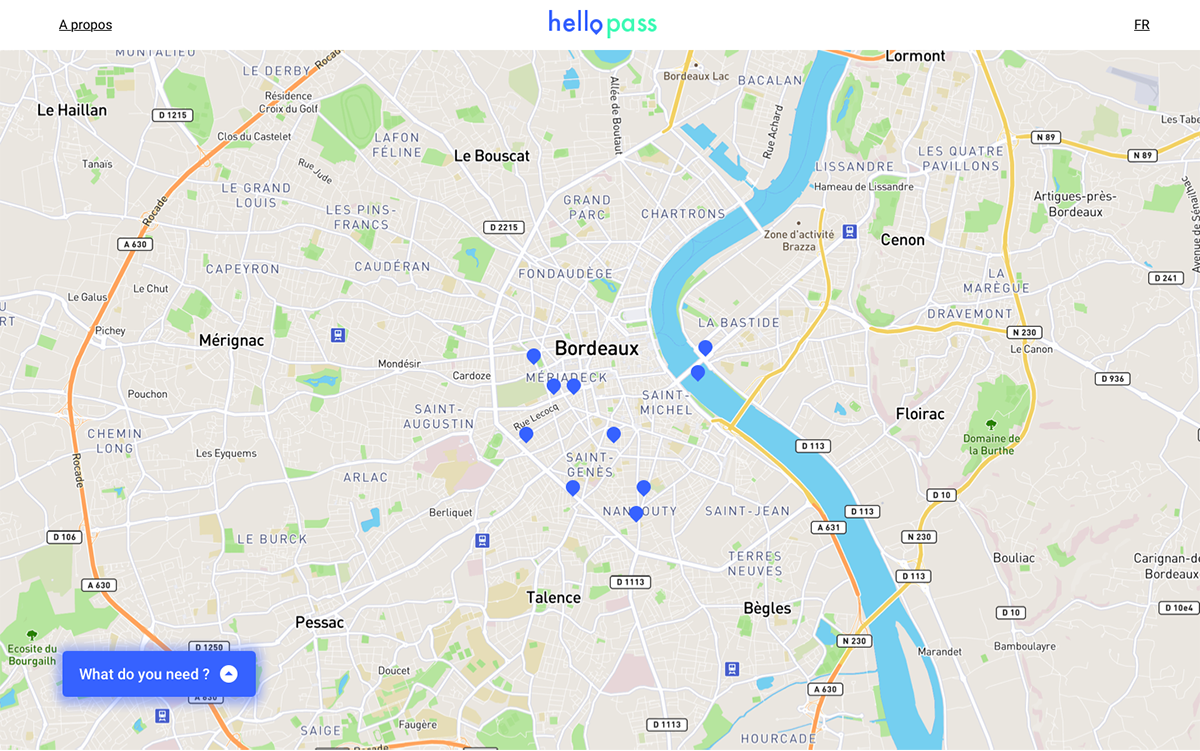 A propos
hellopass
FR
MONTALIEU
LE DERBY
Rocade
Bordeaux Lac
BACALAN
Lormont
Le Haillan
D 1215
Résidence
Croix du Golf
Allée de Boutaut
Rue Achard
Les Tabe
Clos du Castelet
LAFON
FÉLINE
N 89
N 89
Tanaïs
Rue Jude
Le Bouscat
LISSANDRE
LES QUATRE
PAVILLONS
Hameau de Lissandre
LE GRAND
LOUIS
Rocade
LES PINS-
FRANCS
GRAND
PARC
CHARTRONS
Artigues-près-
Bordeaux
Avenue de Senailhac
D 2215
A 630
Zone d'activité
Brazza
Cenon
CAPEYRON
CAUDÉRAN
FONDAUDÈGE
D 241
LA
MARÈGUE
Le Chut
Le Galus
U
RT
DRAVEMONT
Pichey
LA BASTIDE
N 230
Mérignac
Bordeaux
Le Canon
Mondésir
Cardoze
MÉRIADECK
D 936
Pouchon
SAINT-
AUGUSTIN
Rue Lecocq
SAINT-
MICHEL
Floirac
CHEMIN
LONG
Les Eyquems
D 113
Domaine de
la Burthe
Rocade
ARLAC
SAINT-
GENÈS
D 10
Berliquet
NANSOUTY
SAINT-JEAN
D 113
A 631
D 106
LE BURCK
N 230
TERRES
NEUVES
Bouliac
Carignan-de
Bordeaux
A 630
D 1113
D 113
Talence
Bègles
D 10
D 10e4
Pessac
Ecosite du
Bourgailh
D 1250
N 230
Marandet
Bamboulayre
What do you need ?
Doucet
A 630
A 630
SAIGE
Faugère
D 1113
HOURCADE
Rocade